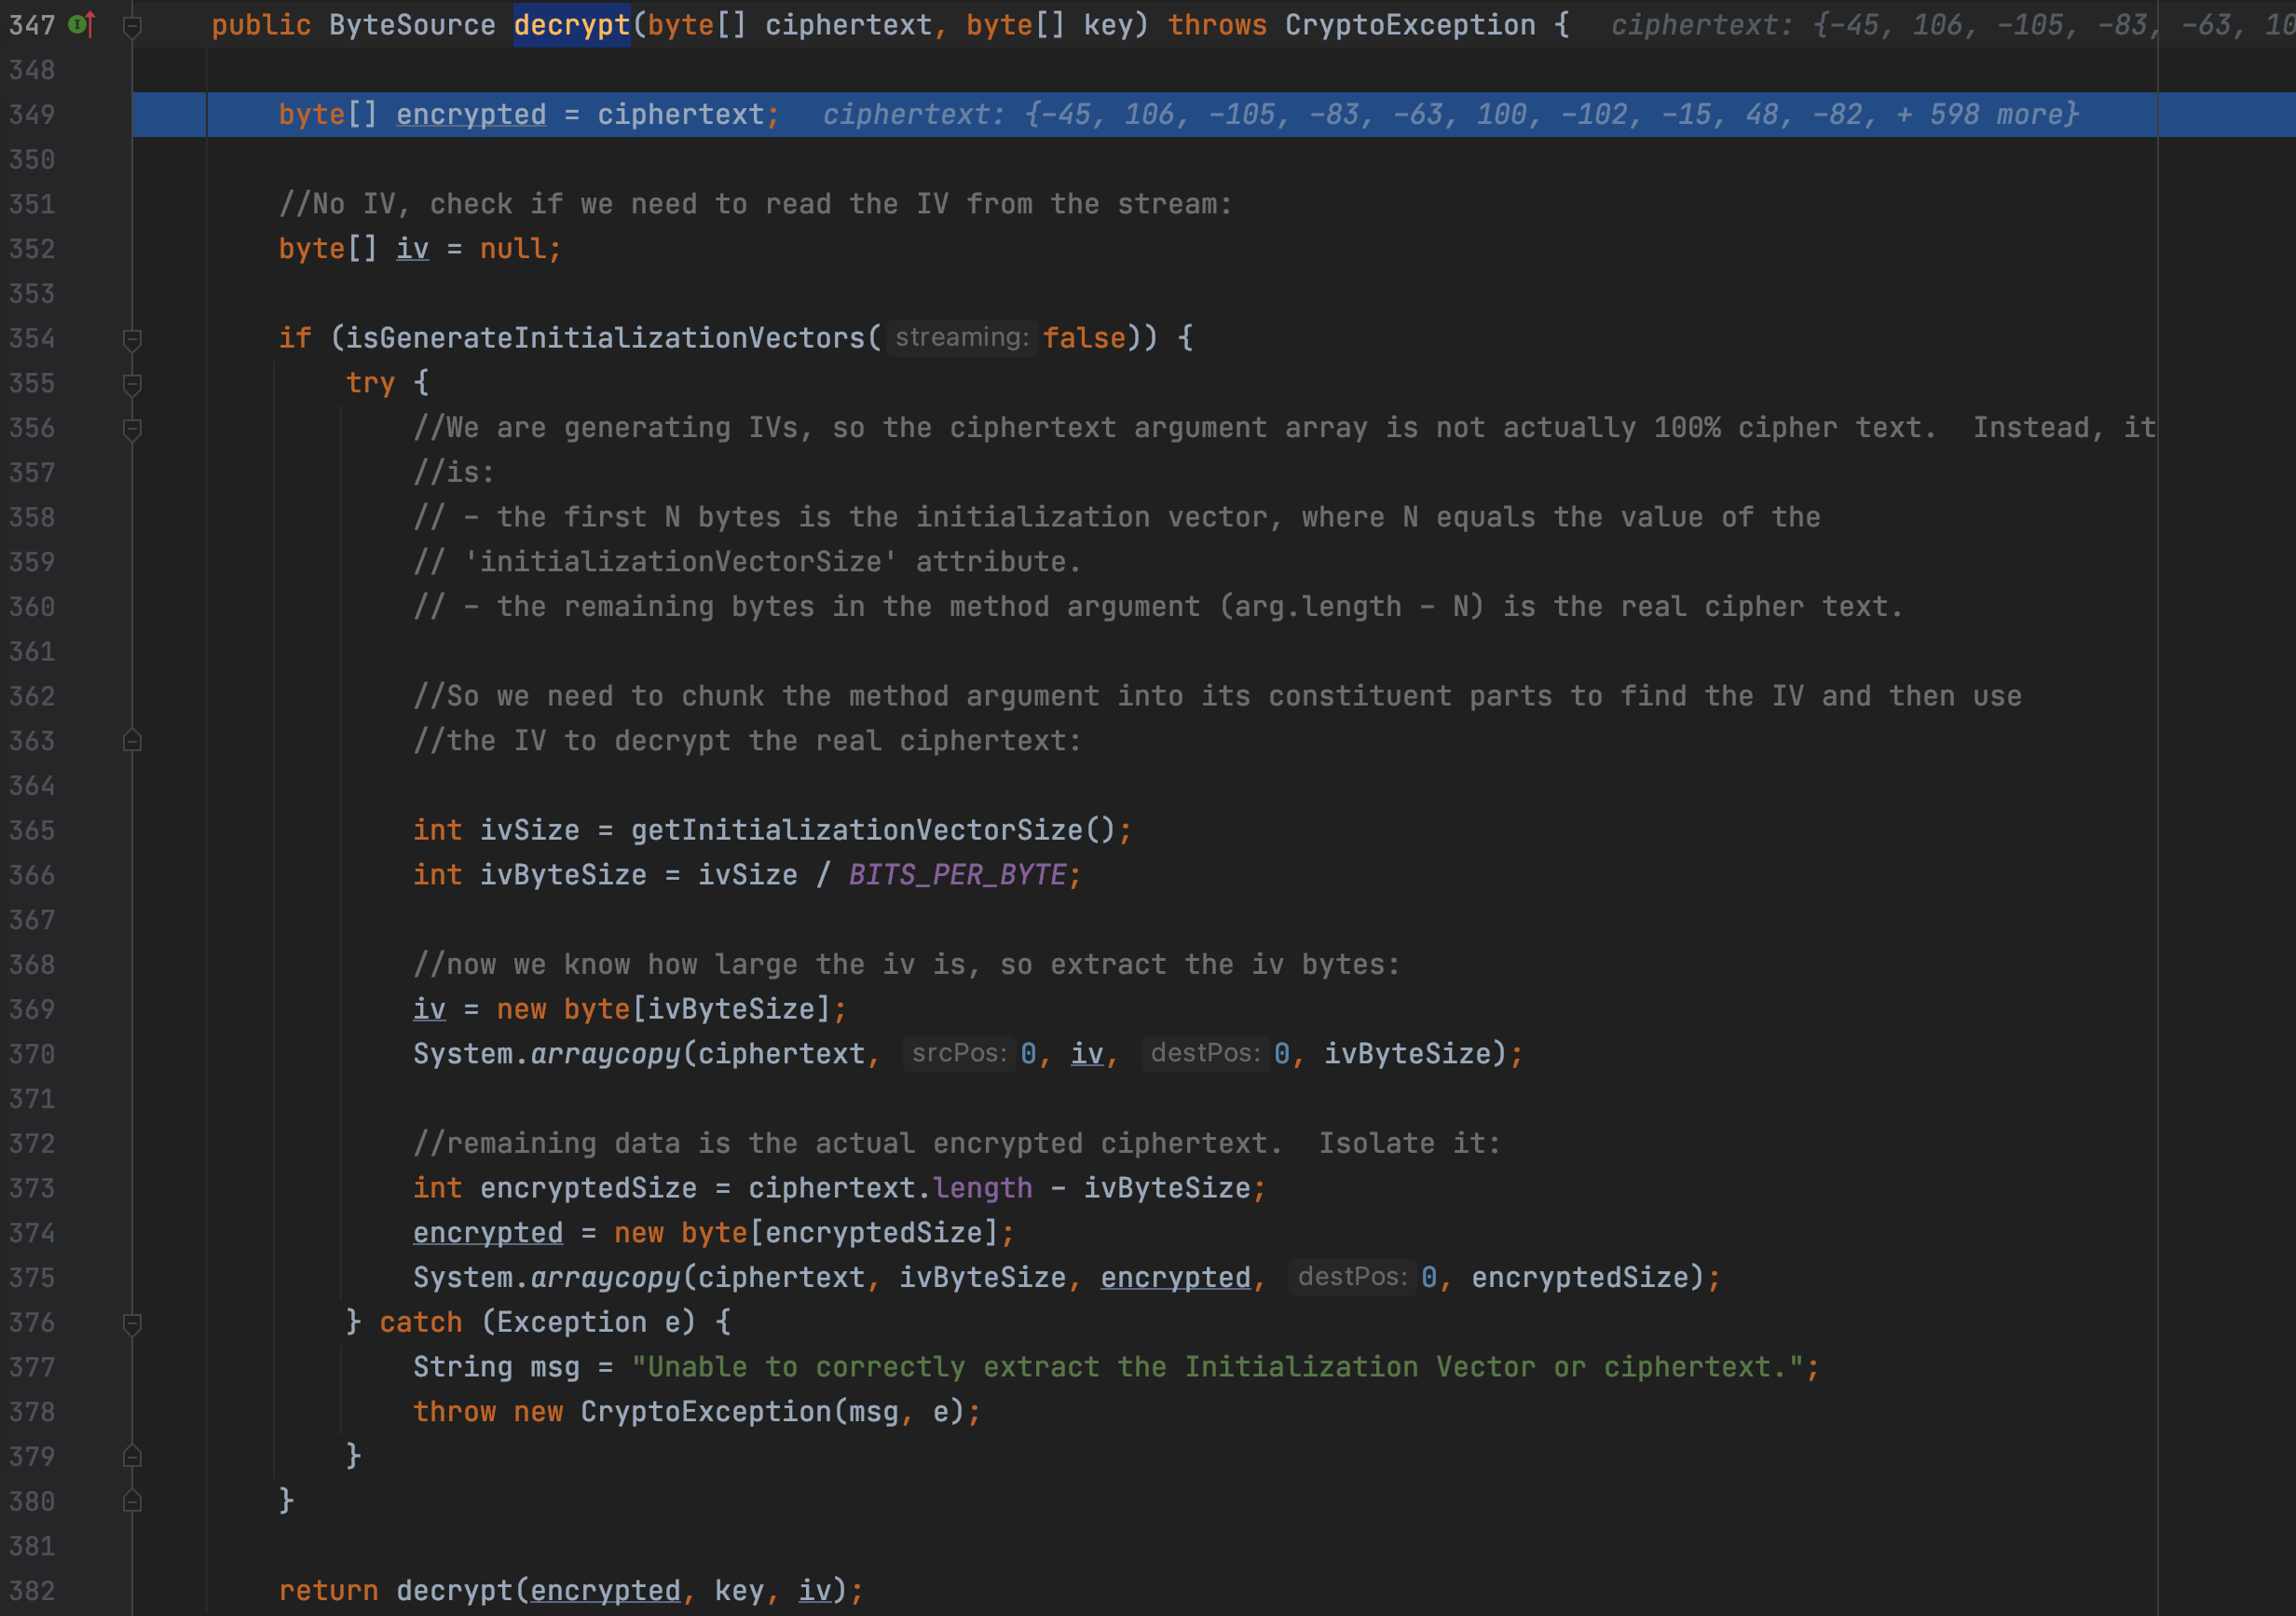 347 public ByteSource decrypt(byte[] ciphertext, byte[] key) throws CryptoException { ciphertext: {-45, 106, -105, -83, -63, 10
348
349 byte[] encrypted = ciphertext; ciphertext: {-45, 106, -105, -83, -63, 100, -102, -15, 48, -82, + 598 more}
350
351 //No IV, check if we need to read the IV from the stream:
352 byte[] iv = null;
353
354 if (isGenerateInitializationVectors( streaming: false)) {
355 try {
356 //We are generating IVs, so the ciphertext argument array is not actually 100% cipher text.  Instead, it
357 //is:
358 // - the first N bytes is the initialization vector, where N equals the value of the
359 // 'initializationVectorSize' attribute.
360 // - the remaining bytes in the method argument (arg.length - N) is the real cipher text.
361
362 //So we need to chunk the method argument into its constituent parts to find the IV and then use
363 //the IV to decrypt the real ciphertext:
364
365 int ivSize = getInitializationVectorSize();
366 int ivByteSize = ivSize / BITS_PER_BYTE;
367
368 //now we know how large the iv is, so extract the iv bytes:
369 iv = new byte[ivByteSize];
370 System.arraycopy(ciphertext, srcPos: 0, iv, destPos: 0, ivByteSize);
371
372 //remaining data is the actual encrypted ciphertext.  Isolate it:
373 int encryptedSize = ciphertext.length - ivByteSize;
374 encrypted = new byte[encryptedSize];
375 System.arraycopy(ciphertext, ivByteSize, encrypted, destPos: 0, encryptedSize);
376 } catch (Exception e) {
377 String msg = "Unable to correctly extract the Initialization Vector or ciphertext.";
378 throw new CryptoException(msg, e);
379 }
380 }
381
382 return decrypt(encrypted, key, iv);